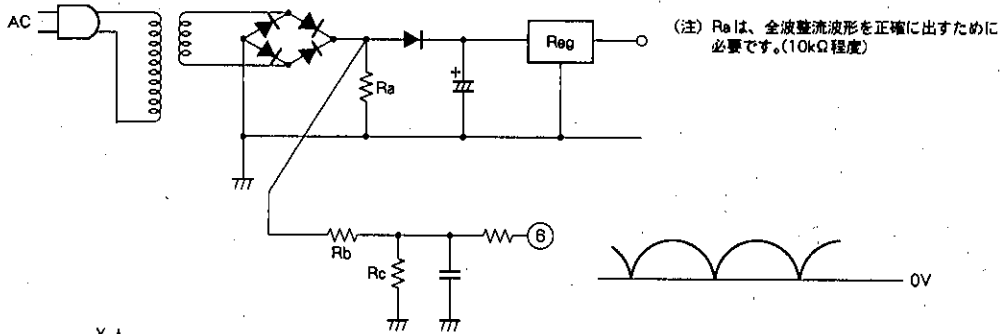 AC
Reg
(注) Raは、全波整流波形を正確に出すために
必要です。(10kΩ程度)
+
Ra
Rb
Rc
6
0V